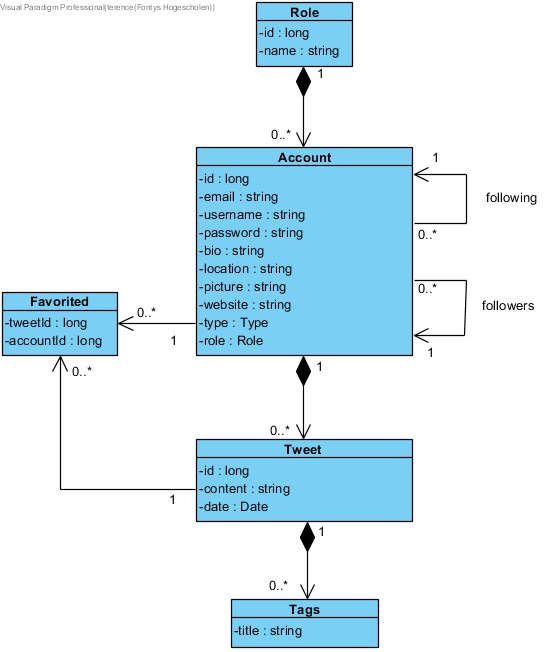 Visual Paradigm Professional(terence(Fontys Hogescholen))
Role
-id : long
-name : string
1
0..*
Account
-id : long
-email : string
-username : string
-password : string
-bio : string
-location : string
-picture : string
-website : string
-type : Type
-role : Role
1
following
0..*
0..*
followers
1
Favorited
-tweetId : long
-accountId : long
0..*
1
0..*
1
1
0..*
Tweet
-id : long
-content : string
-date : Date
1
0..*
Tags
-title : string